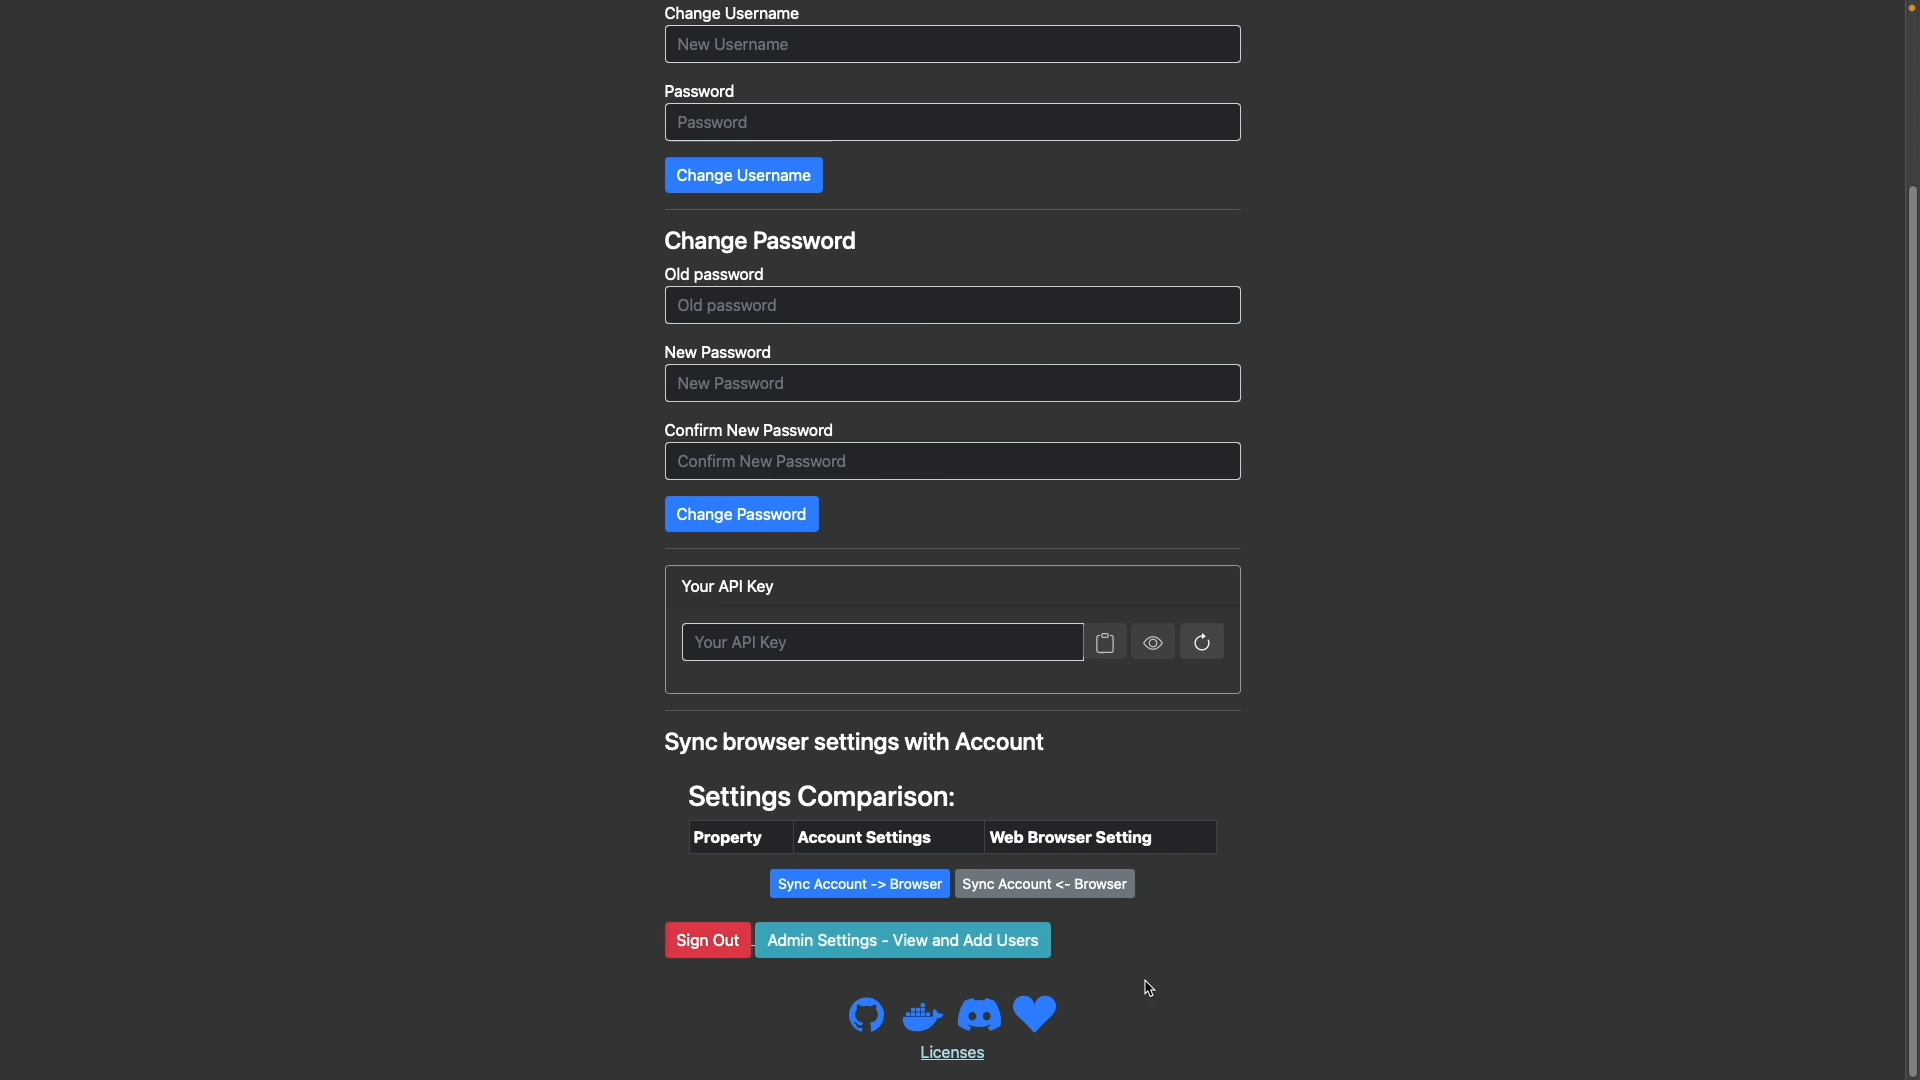 Change Username
New Username
Password
Password
Change Username
Change Password
Old password
Old password
New Password
New Password
Confirm New Password
Confirm New Password
Change Password
Your API Key
Your API Key
Sync browser settings with Account
Settings Comparison:
Property Account Settings Web Browser Setting
Sync Account -> Browser Sync Account <- Browser
Sign Out Admin Settings - View and Add Users
Licenses